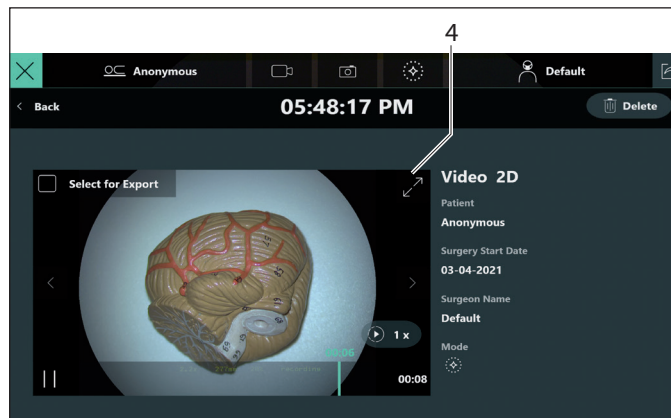 4
Anonymous
Default
Back
05:48:17 PM
Delete
Select for Export
Video 2D
Patient
Anonymous
Surgery Start Date
03-04-2021
Surgeon Name
Default
Mode
1 x
00:06
00:08